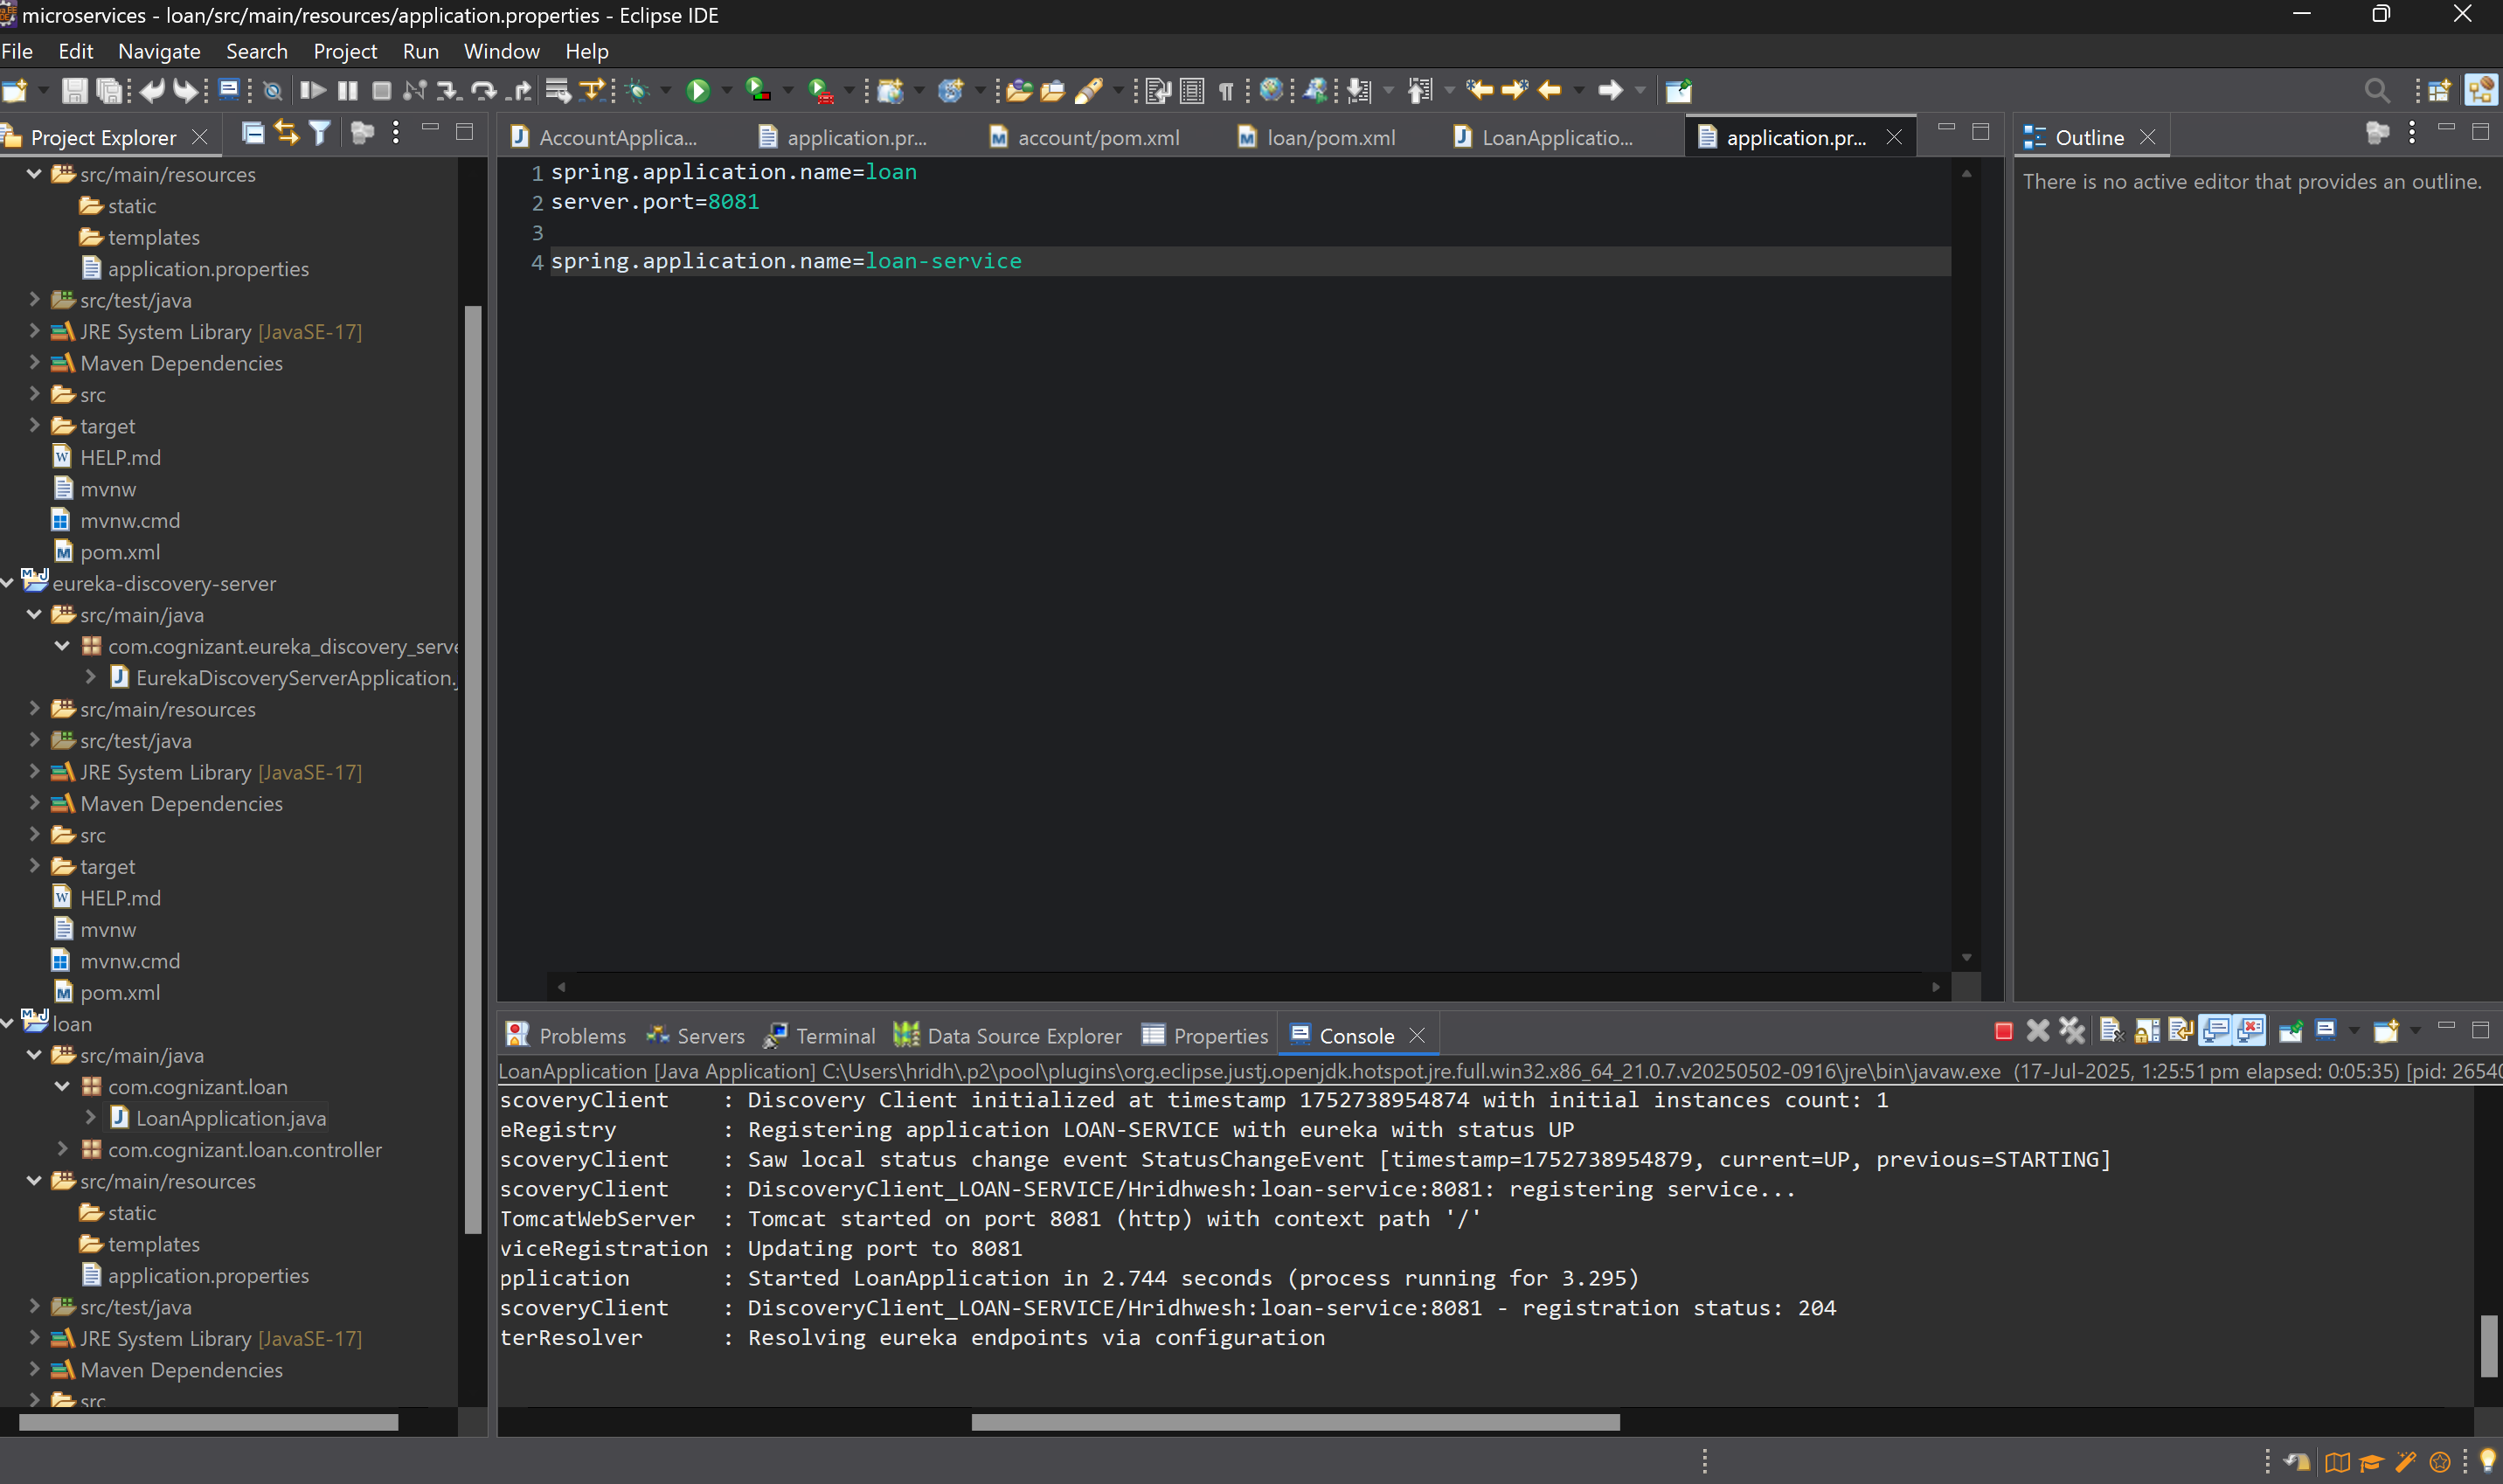 microservices - loan/src/main/resources/application.properties - Eclipse IDE
File Edit Navigate Search Project Run Window Help
Project Explorer
src/main/resources
static
templates
application.properties
src/test/java
JRE System Library [JavaSE-17]
Maven Dependencies
src
target
HELP.md
mvnw
mvnw.cmd
pom.xml
eureka-discovery-server
src/main/java
com.cognizant.eureka_discovery_serve
EurekaDiscoveryServerApplication.
src/main/resources
src/test/java
JRE System Library [JavaSE-17]
Maven Dependencies
src
target
HELP.md
mvnw
mvnw.cmd
pom.xml
loan
src/main/java
com.cognizant.loan
LoanApplication.java
com.cognizant.loan.controller
src/main/resources
static
templates
application.properties
src/test/java
JRE System Library [JavaSE-17]
Maven Dependencies
src
AccountApplica... application.pr... account/pom.xml loan/pom.xml LoanApplicatio... application.pr...
1 spring.application.name=loan
2 server.port=8081
3
4 spring.application.name=loan-service
Outline
There is no active editor that provides an outline.
Problems Servers Terminal Data Source Explorer Properties Console
LoanApplication [Java Application] C:\Users\hridh\.p2\pool\plugins\org.eclipse.justj.openjdk.hotspot.jre.full.win32.x86_64_21.0.7.v20250502-0916\jre\bin\javaw.exe (17-Jul-2025, 1:25:51 pm elapsed: 0:05:35) [pid: 26540
scoveryClient : Discovery Client initialized at timestamp 1752738954874 with initial instances count: 1
eRegistry : Registering application LOAN-SERVICE with eureka with status UP
scoveryClient : Saw local status change event StatusChangeEvent [timestamp=1752738954879, current=UP, previous=STARTING]
scoveryClient : DiscoveryClient_LOAN-SERVICE/Hridhwesh:loan-service:8081: registering service...
TomcatWebServer : Tomcat started on port 8081 (http) with context path '/'
viceRegistration : Updating port to 8081
pplication : Started LoanApplication in 2.744 seconds (process running for 3.295)
scoveryClient : DiscoveryClient_LOAN-SERVICE/Hridhwesh:loan-service:8081 - registration status: 204
terResolver : Resolving eureka endpoints via configuration